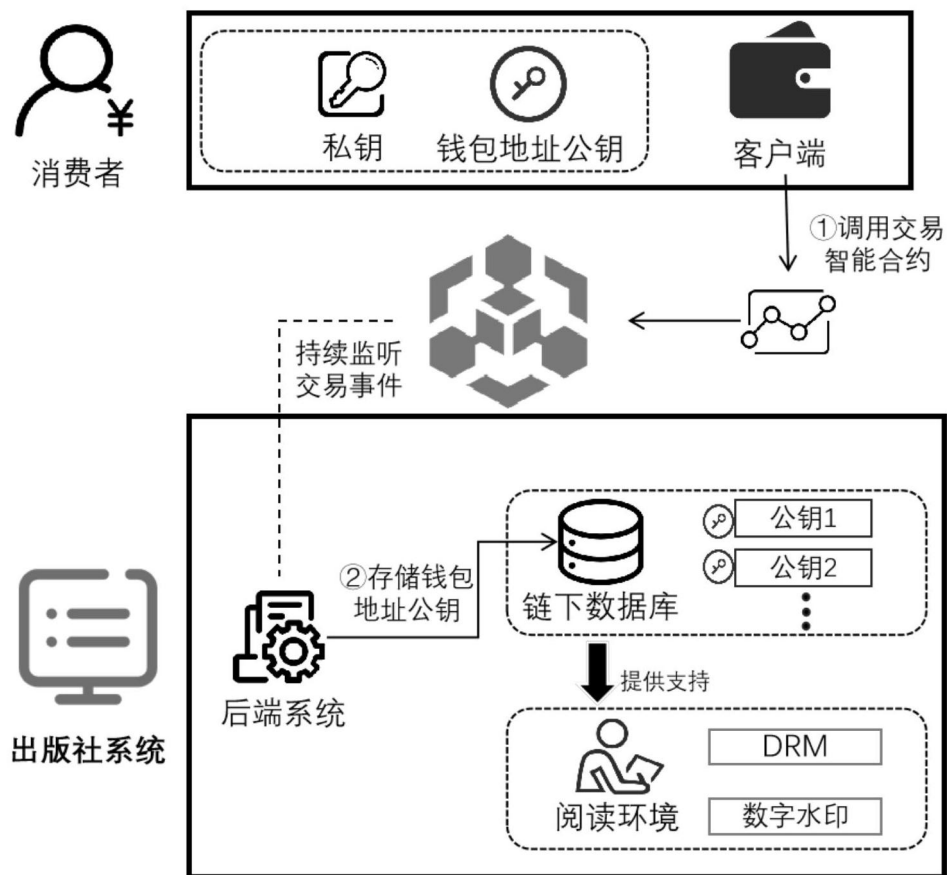 私钥
钱包地址公钥
客户端
¥
消费者
①调用交易
智能合约
持续监听
交易事件
公钥1
公钥2
②存储钱包
地址公钥
链下数据库
后端系统
提供支持
出版社系统
DRM
阅读环境
数字水印